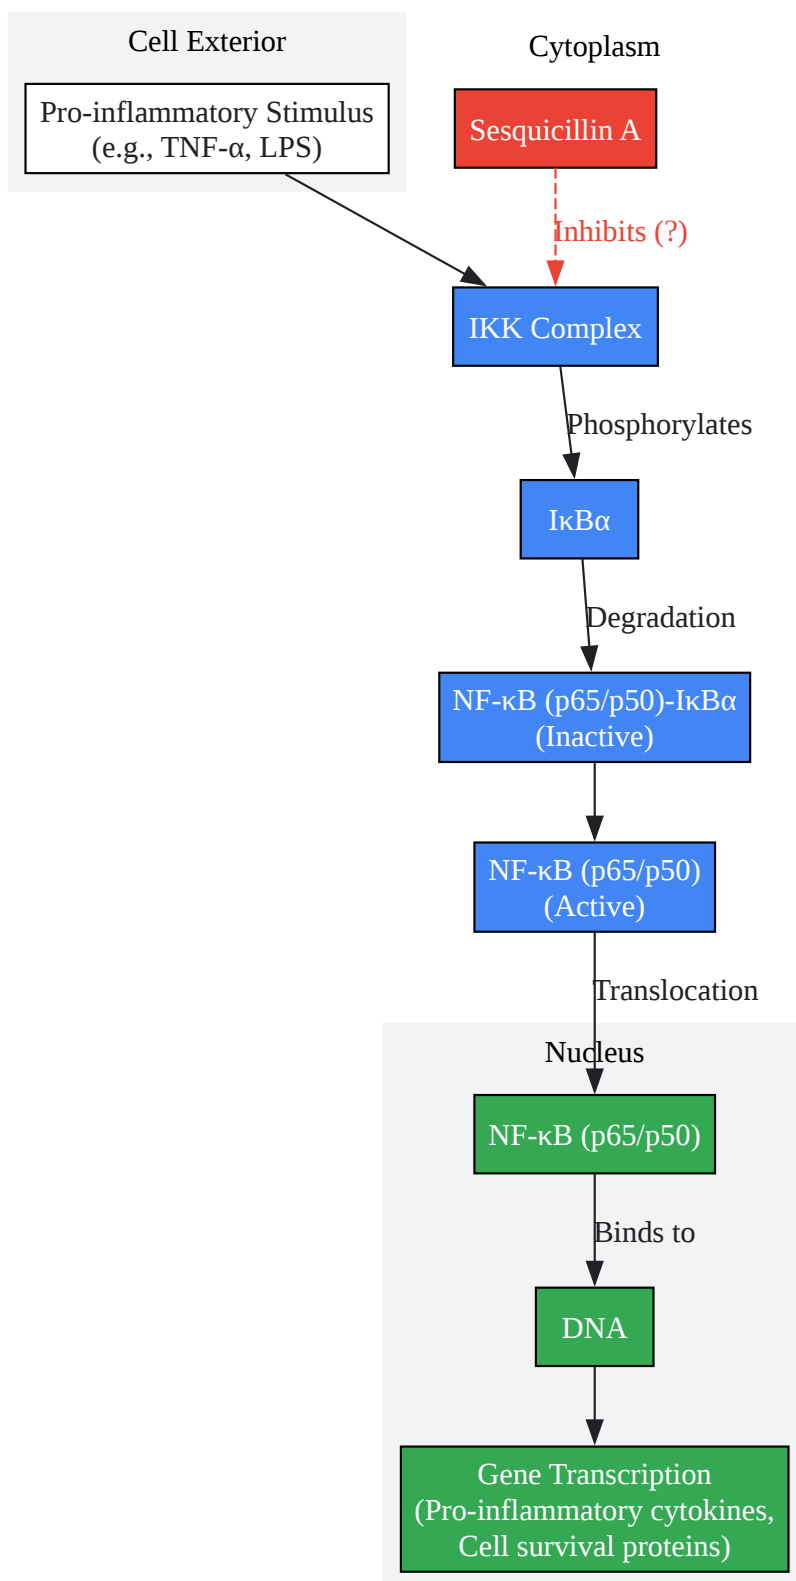 Cell Exterior
Cytoplasm
Pro-inflammatory Stimulus
(e.g., TNF-α, LPS)
Sesquicillin A
Inhibits (?)
IKK Complex
Phosphorylates
IκBα
Degradation
NF-κB (p65/p50)-IκBα
(Inactive)
NF-κB (p65/p50)
(Active)
Translocation
Nucleus
NF-κB (p65/p50)
Binds to
DNA
Gene Transcription
(Pro-inflammatory cytokines,
Cell survival proteins)